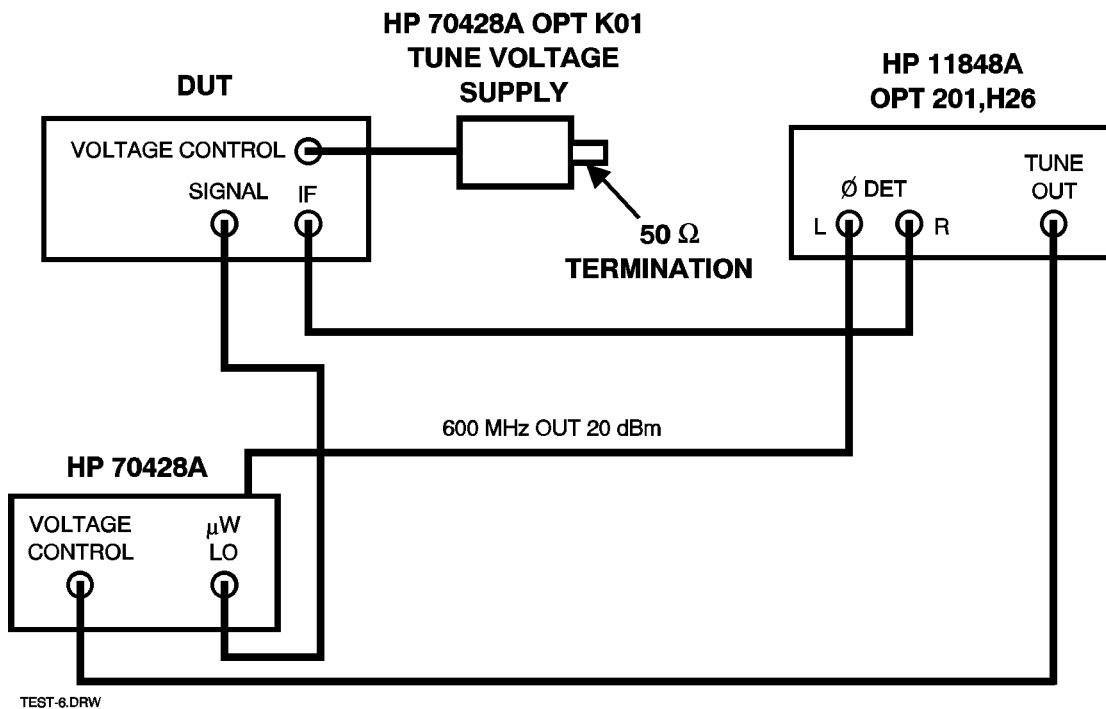 HP 70428A OPT K01
TUNE VOLTAGE
SUPPLY
DUT
HP 11848A
OPT 201,H26
VOLTAGE CONTROL
SIGNAL
IF
50 Ω
TERMINATION
TUNE
OUT
Ø DET
L
R
600 MHz OUT 20 dBm
HP 70428A
VOLTAGE
CONTROL
μW
LO
TEST-6.DRW